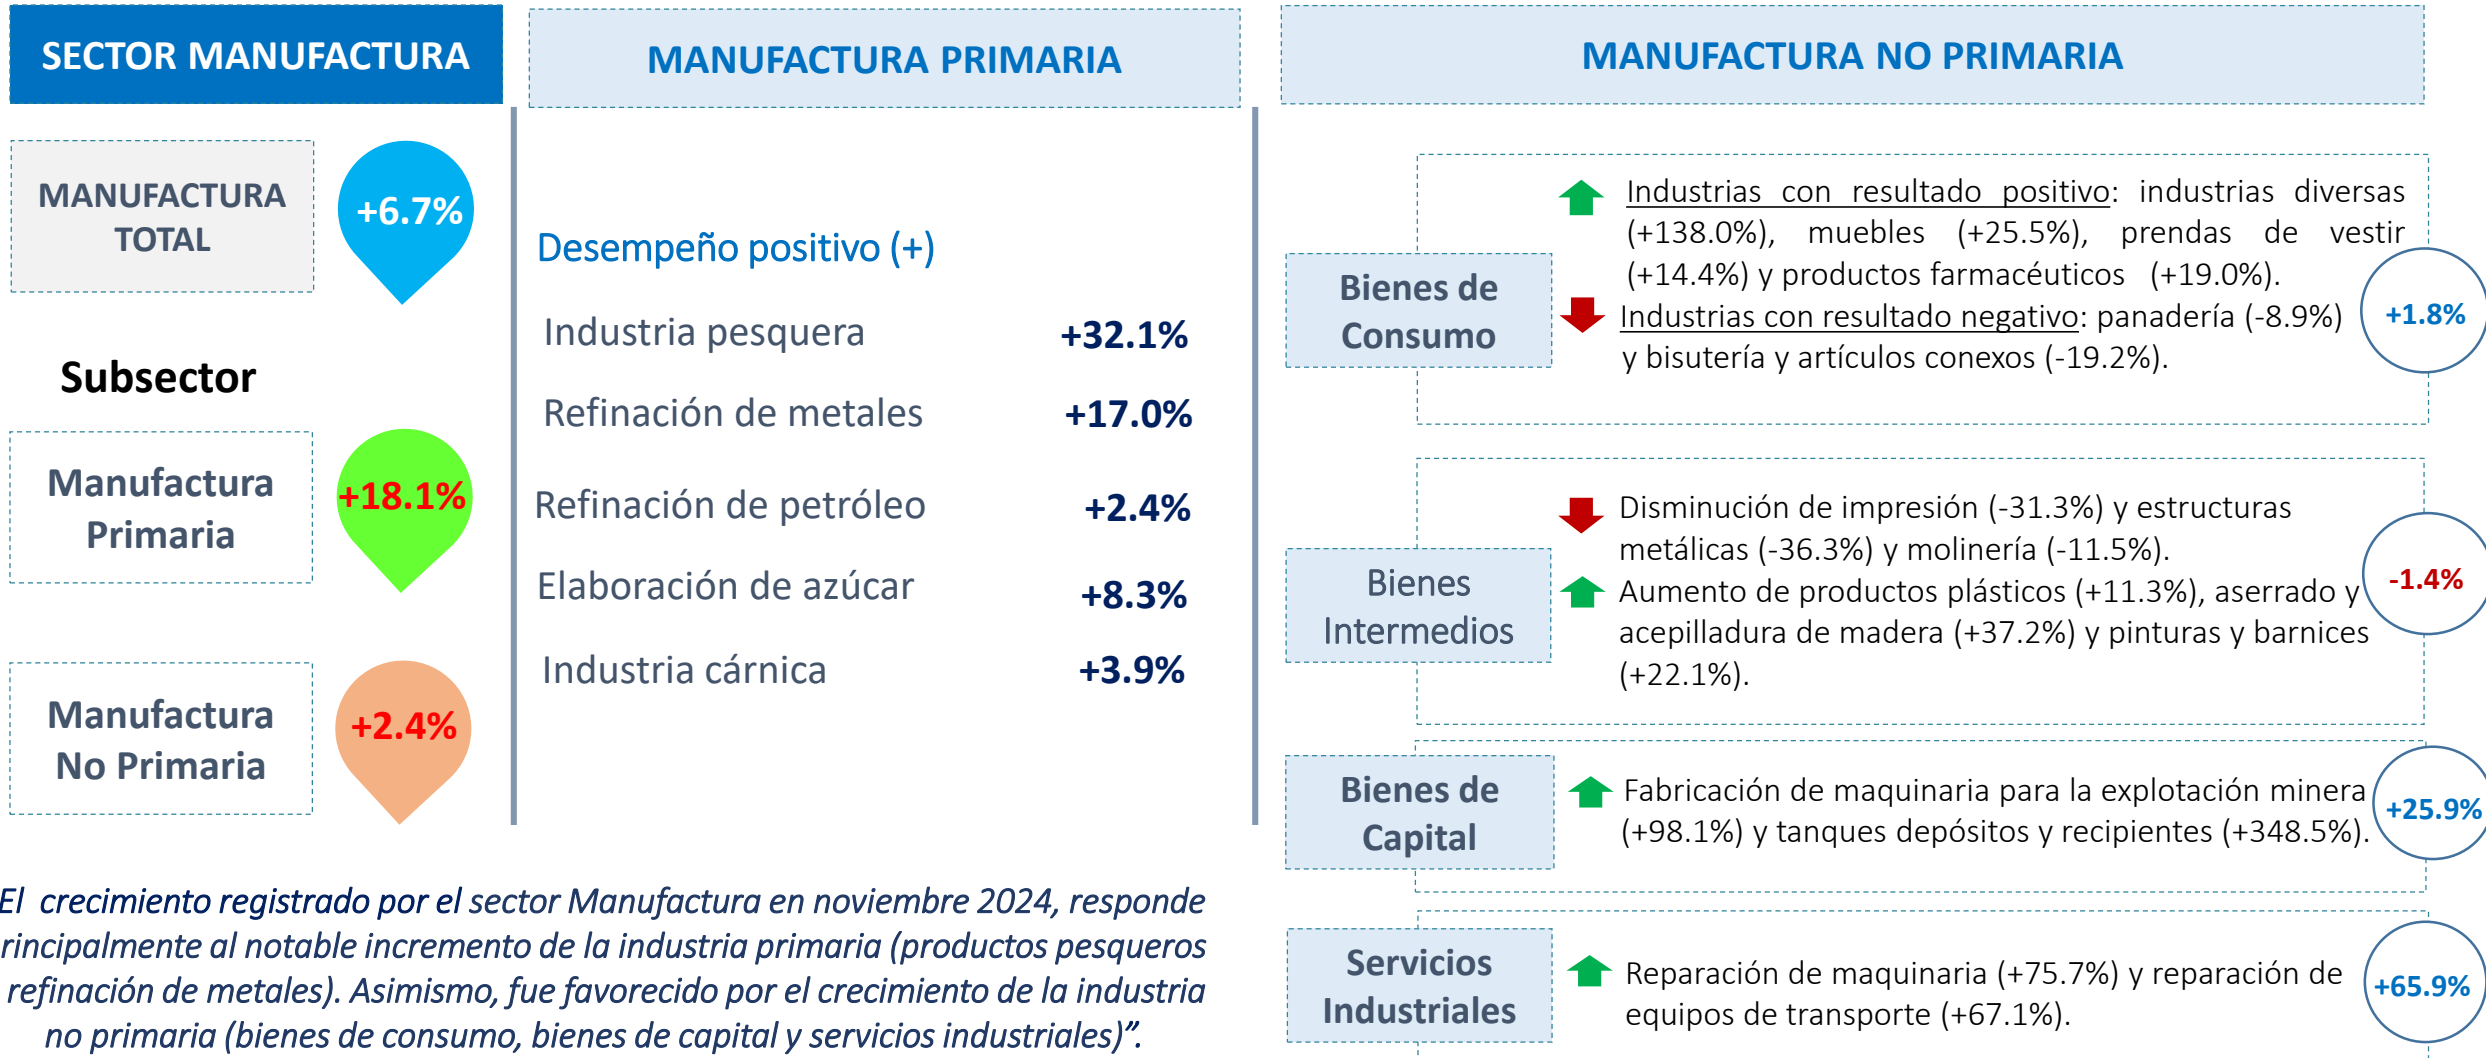 SECTOR MANUFACTURA
MANUFACTURA
TOTAL
+6.7%
Subsector
Manufactura
Primaria
+18.1%
Manufactura
No Primaria
+2.4%
MANUFACTURA PRIMARIA
Desempeño positivo (+)
Industria pesquera +32.1%
Refinación de metales +17.0%
Refinación de petróleo +2.4%
Elaboración de azúcar +8.3%
Industria cárnica +3.9%
El crecimiento registrado por el sector Manufactura en noviembre 2024, responde
rincipalmente al notable incremento de la industria primaria (productos pesqueros
refinación de metales). Asimismo, fue favorecido por el crecimiento de la industria
no primaria (bienes de consumo, bienes de capital y servicios industriales)”.
MANUFACTURA NO PRIMARIA
Bienes de
Consumo
Industrias con resultado positivo: industrias diversas
(+138.0%), muebles (+25.5%), prendas de vestir
(+14.4%) y productos farmacéuticos (+19.0%).
Industrias con resultado negativo: panadería (-8.9%)
y bisutería y artículos conexos (-19.2%).
+1.8%
Bienes
Intermedios
Disminución de impresión (-31.3%) y estructuras
metálicas (-36.3%) y molinería (-11.5%).
Aumento de productos plásticos (+11.3%), aserrado y
acepilladura de madera (+37.2%) y pinturas y barnices
(+22.1%).
-1.4%
Bienes de
Capital
Fabricación de maquinaria para la explotación minera
(+98.1%) y tanques depósitos y recipientes (+348.5%).
+25.9%
Servicios
Industriales
Reparación de maquinaria (+75.7%) y reparación de
equipos de transporte (+67.1%).
+65.9%